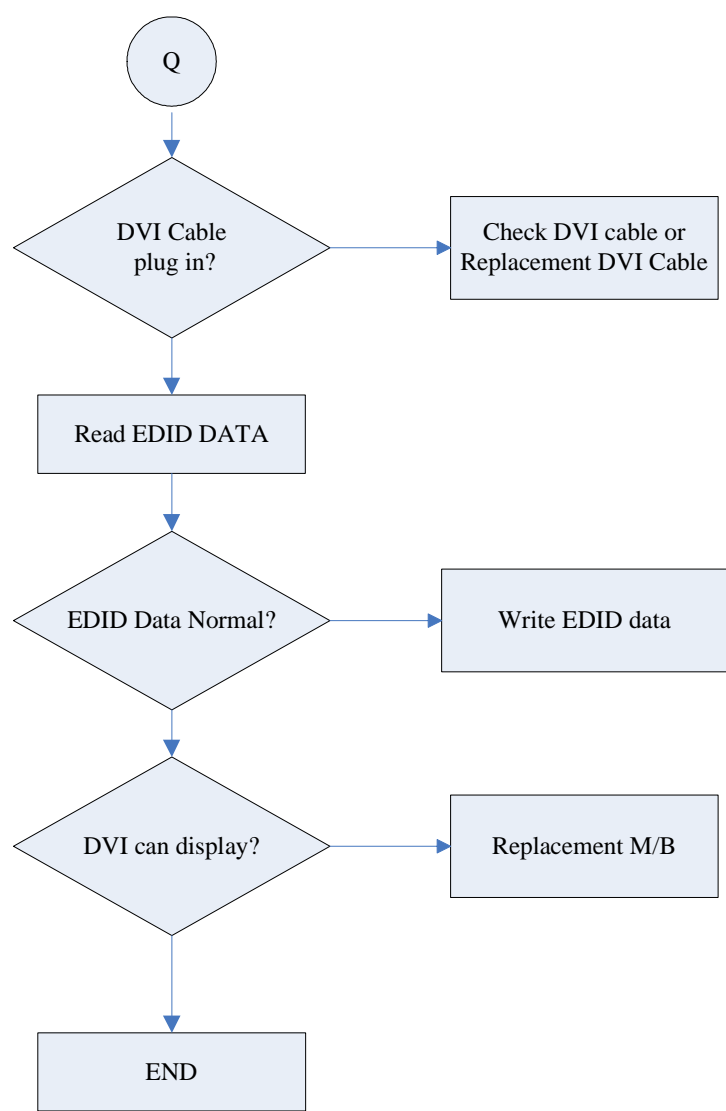 Q
DVI Cable
plug in?
Check DVI cable or
Replacement DVI Cable
Read EDID DATA
EDID Data Normal?
Write EDID data
DVI can display?
Replacement M/B
END